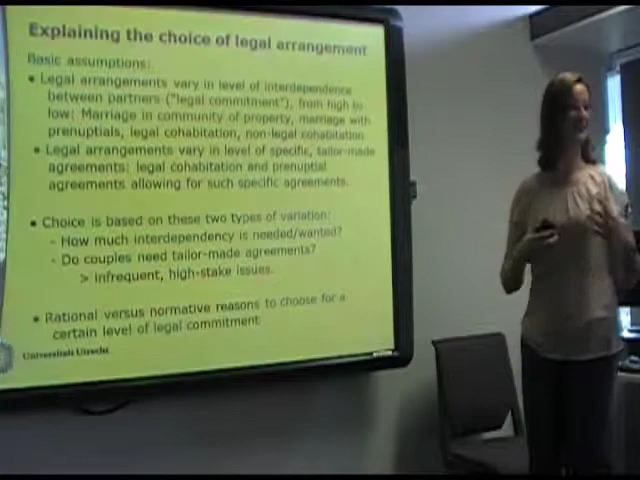 Explaining the choice of legal arrangement
Basic assumptions:
• Legal arrangements vary in level of interdependence
between partners ("legal commitment"), from high to
low: Marriage in community of property, marriage with
prenuptials, legal cohabitation, non-legal cohabitation
• Legal arrangements vary in level of specific, tailor-made
agreements: legal cohabitation and prenuptial
agreements allowing for such specific agreements.
• Choice is based on these two types of variation:
- How much interdependency is needed/wanted?
- Do couples need tailor-made agreements?
> infrequent, high-stake issues.
• Rational versus normative reasons to choose for a
certain level of legal commitment
Universiteit Utrecht